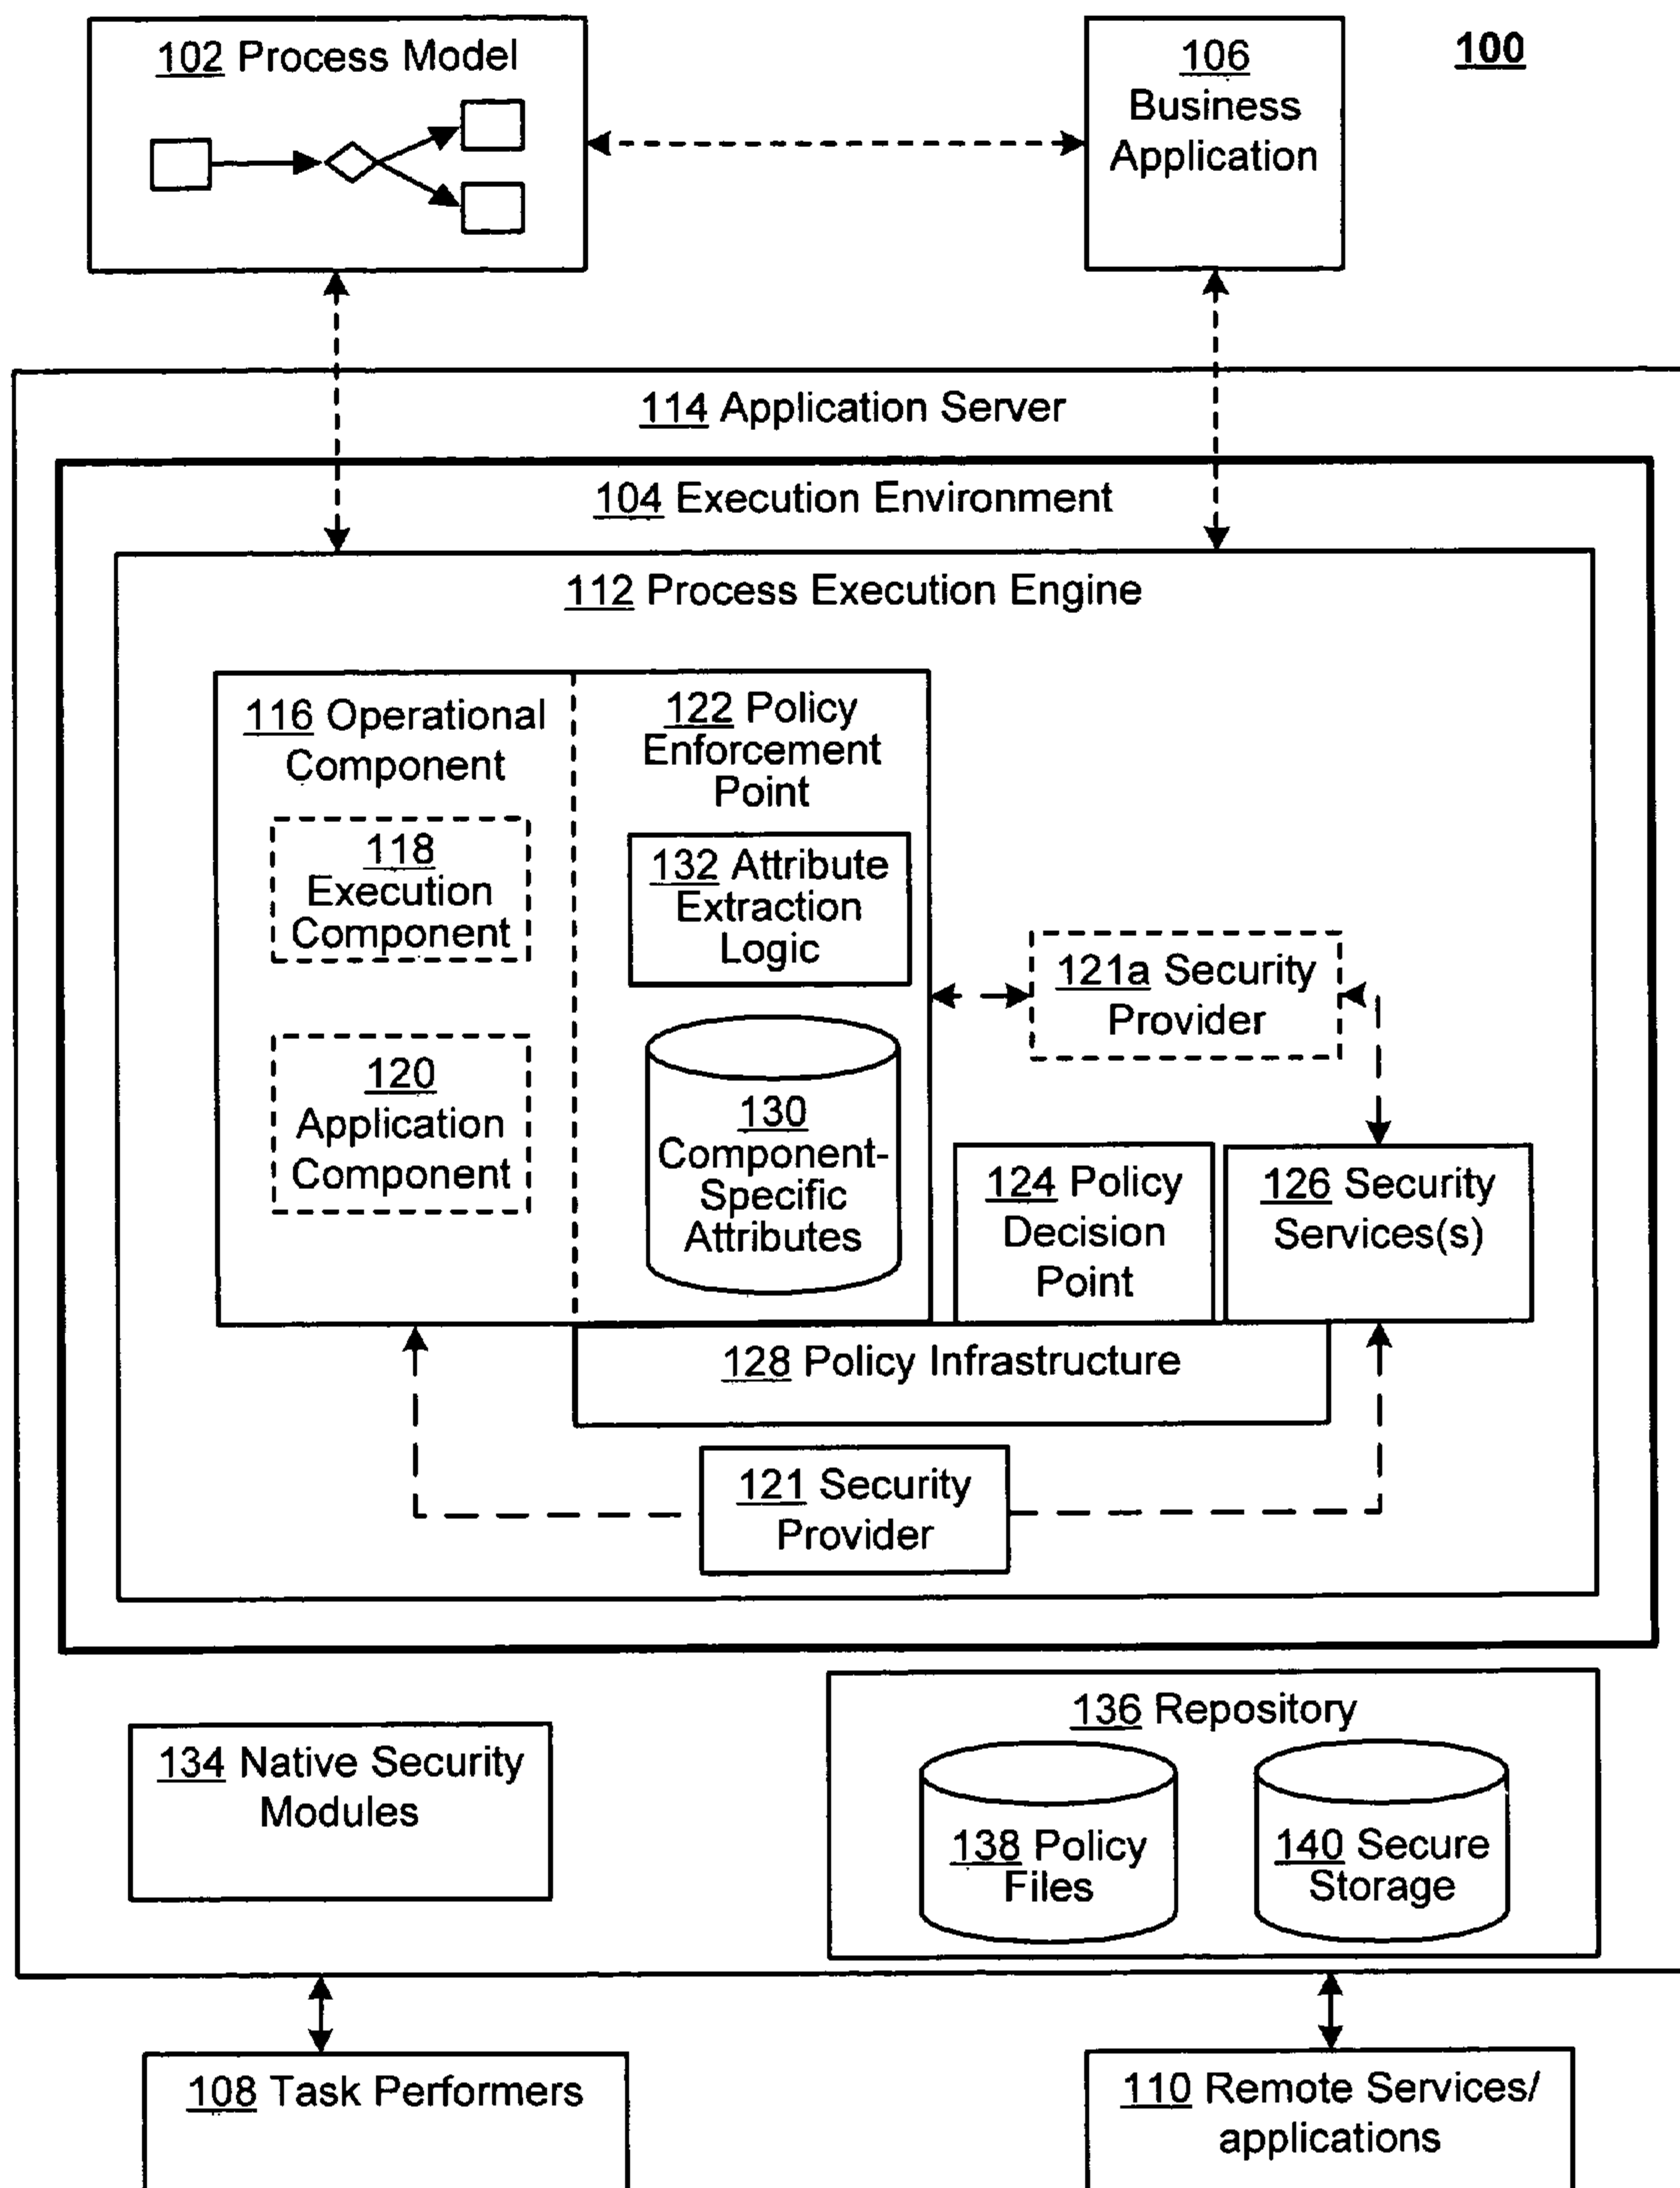 102 Process Model
106
Business
Application
100
114 Application Server
104 Execution Environment
112 Process Execution Engine
116 Operational
Component
122 Policy
Enforcement
Point
118
Execution
Component
132 Attribute
Extraction
Logic
121a Security
Provider
120
Application
Component
130
Component-
Specific
Attributes
124 Policy
Decision
Point
126 Security
Services(s)
128 Policy Infrastructure
121 Security
Provider
134 Native Security
Modules
136 Repository
138 Policy
Files
140 Secure
Storage
108 Task Performers
110 Remote Services/
applications